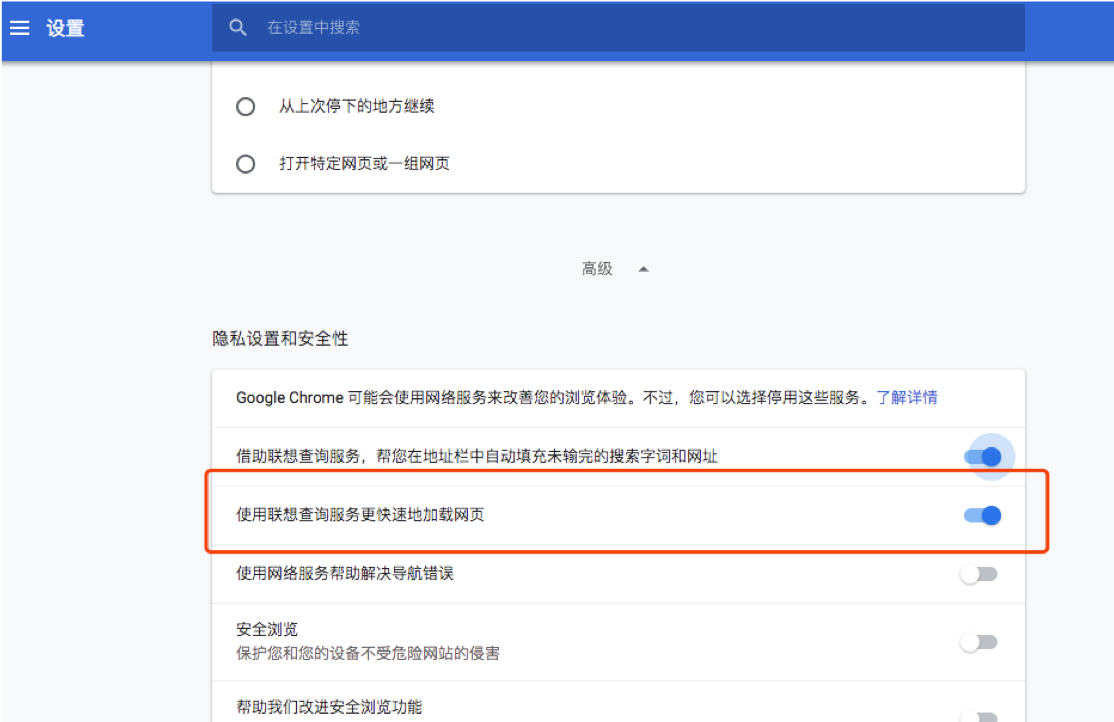 设置
在设置中搜索
从上次停下的地方继续
打开特定网页或一组网页
高级
隐私设置和安全性
Google Chrome 可能会使用网络服务来改善您的浏览体验。不过，您可以选择停用这些服务。了解详情
借助联想查询服务，帮您在地址栏中自动填充未输完的搜索字词和网址
使用联想查询服务更快速地加载网页
使用网络服务帮助解决导航错误
安全浏览
保护您和您的设备不受危险网站的侵害
帮助我们改进安全浏览功能